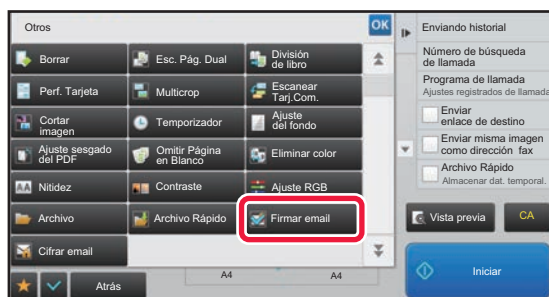 Otros
OK
Borrar
Esc. Pág. Dual
División
de libro
Perf. Tarjeta
Multicrop
Escanear
Tarj.Com.
Cortar
imagen
Temporizador
Ajuste
del fondo
Ajuste sesgado
del PDF
Omitir Página
en Blanco
Eliminar color
AA Nitidez
Contraste
Ajuste RGB
Archivo
Archivo Rápido
Firmar email
Cifrar email
Atrás
A4
A4
Enviando historial
Número de búsqueda
de llamada
Programa de llamada
Ajustes registrados de llamada
Enviar
enlace de destino
Enviar misma imagen
como dirección fax
Archivo Rápido
Almacenar dat. temporal.
Vista previa
CA
Iniciar